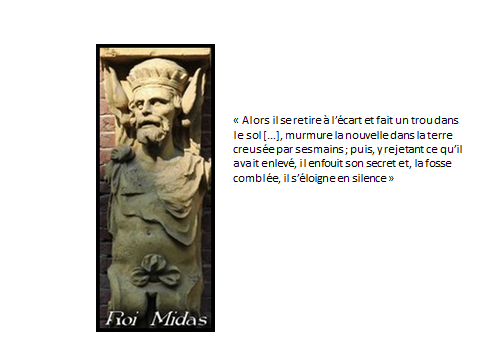 « Alors il se retire à l'écart et fait un trou dans
le sol [...], murmure la nouvelle dans la terre
creusée par ses mains ; puis, y rejetant ce qu'il
avait enlevé, il enfouit son secret et, la fosse
comblée, il s'éloigne en silence »
Roi Midas